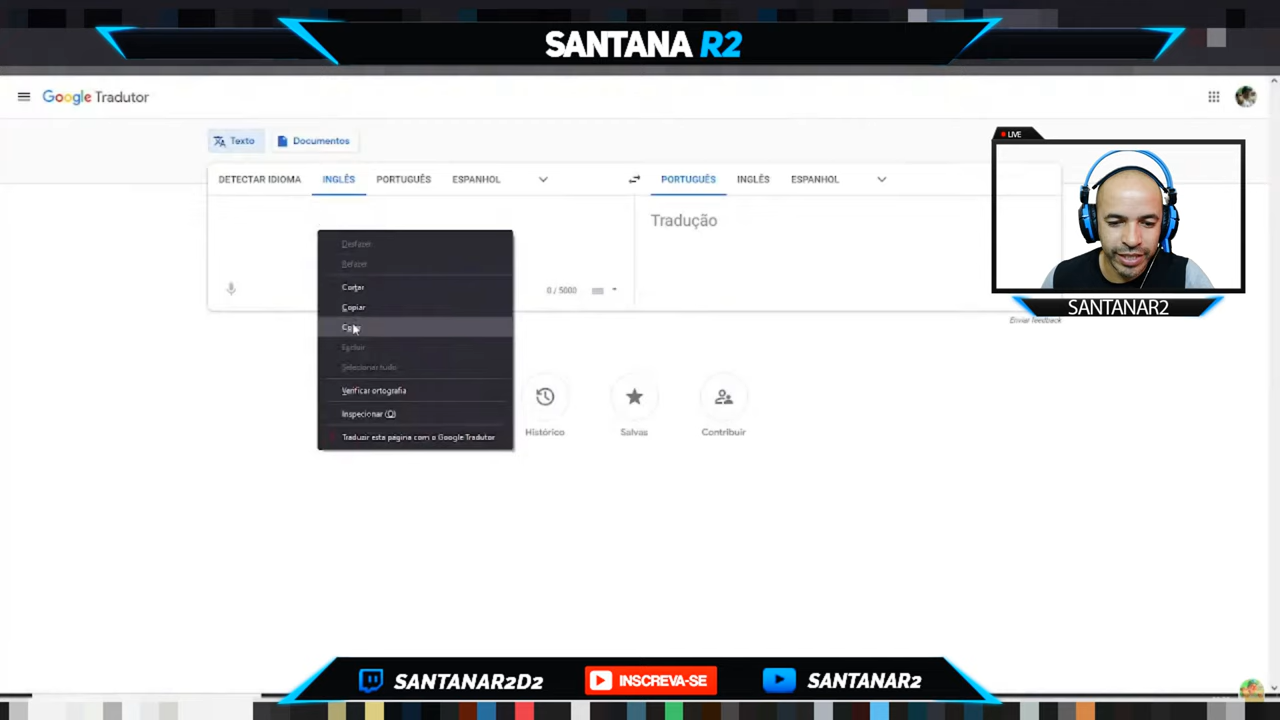 SANTANA R2
Google Tradutor
Texto
Documentos
DETECTAR IDIOMA
INGLÊS
PORTUGUÊS
ESPANHOL
PORTUGUÊS
INGLÊS
ESPANHOL
Tradução
0 / 5000
LIVE
SANTANAR2
Enviar feedback
Desfazer
Refazer
Cortar
Copiar
Excluir
Selecionar tudo
Verificar ortografia
Inspecionar (Q)
Traduzir esta página com o Google Tradutor
Histórico
Salvas
Contribuir
SANTANAR2D2
INSCREVA-SE
SANTANAR2